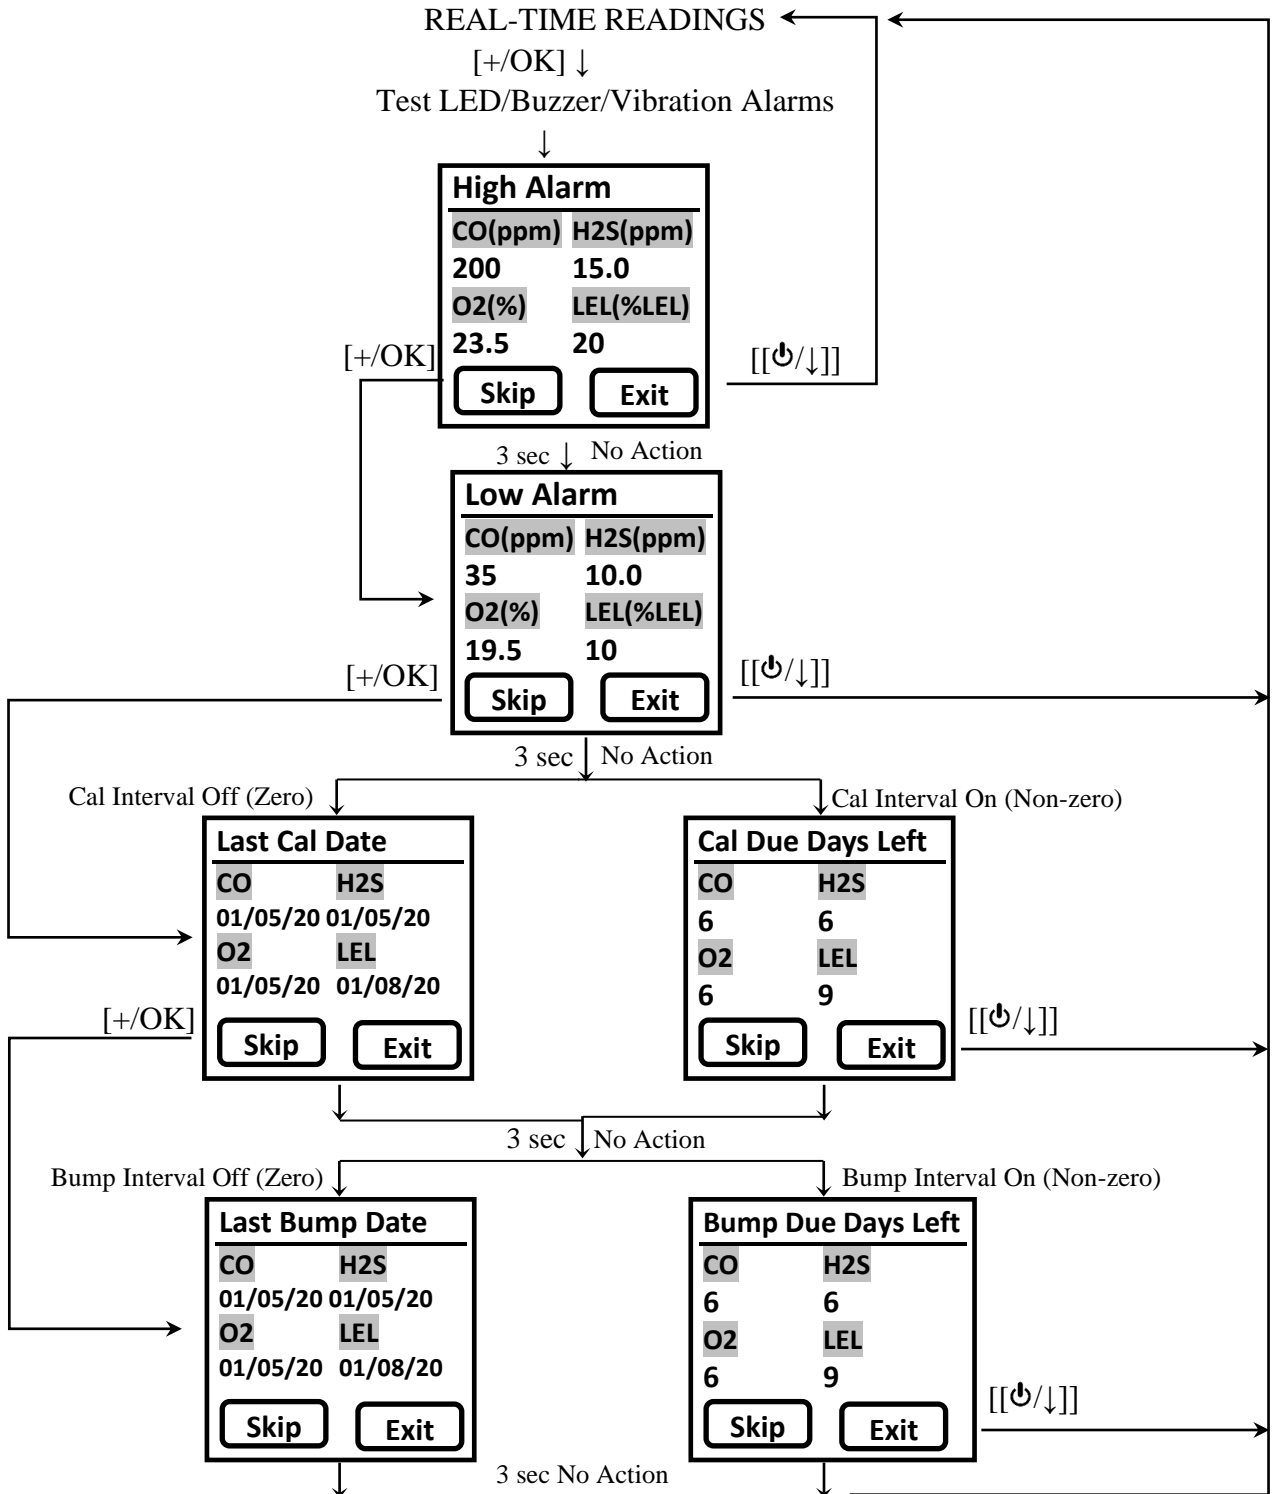 REAL-TIME READINGS
[+/OK] ↓
Test LED/Buzzer/Vibration Alarms
↓
High Alarm
CO(ppm) H2S(ppm)
200 15.0
O2(%) LEL(%LEL)
23.5 20
[+/OK]
[[⏻/↓]]
Skip Exit
3 sec ↓ No Action
Low Alarm
CO(ppm) H2S(ppm)
35 10.0
O2(%) LEL(%LEL)
19.5 10
[+/OK]
[[⏻/↓]]
Skip Exit
3 sec No Action
Cal Interval Off (Zero)
Cal Interval On (Non-zero)
Last Cal Date
CO H2S
01/05/20 01/05/20
O2 LEL
01/05/20 01/08/20
[+/OK]
Skip Exit
Cal Due Days Left
CO H2S
6 6
O2 LEL
6 9
[[⏻/↓]]
Skip Exit
3 sec No Action
Bump Interval Off (Zero)
Bump Interval On (Non-zero)
Last Bump Date
CO H2S
01/05/20 01/05/20
O2 LEL
01/05/20 01/08/20
Skip Exit
Bump Due Days Left
CO H2S
6 6
O2 LEL
6 9
[[⏻/↓]]
Skip Exit
3 sec No Action